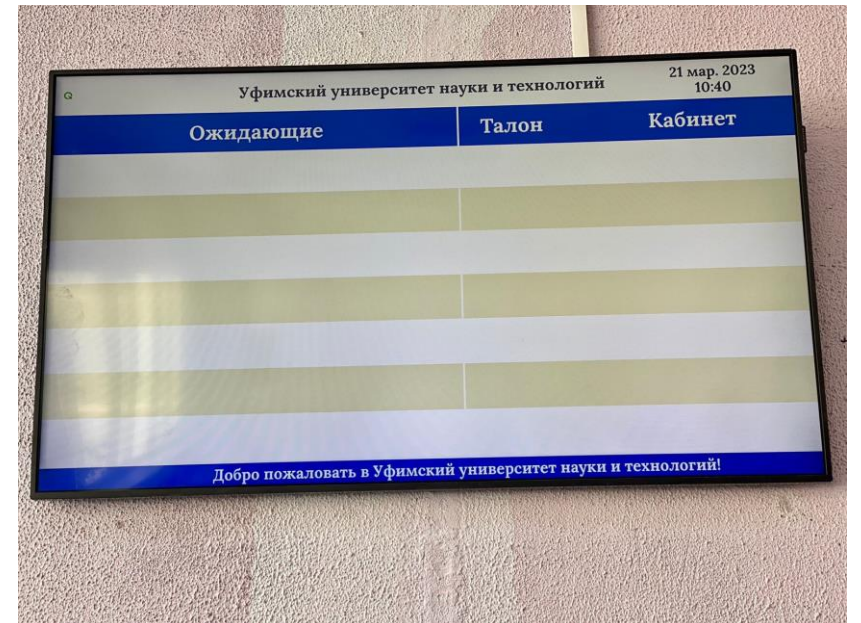 Уфимский университет науки и технологий
21 мар. 2023
10:40
Ожидающие Талон Кабинет
Добро пожаловать в Уфимский университет науки и технологий!